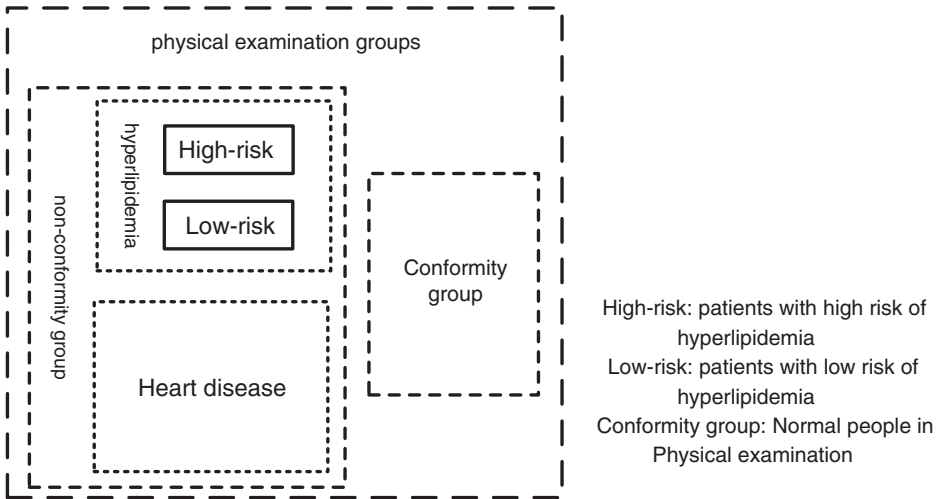 physical examination groups
non-conformity group
hyperlipidemia
High-risk
Low-risk
Heart disease
Conformity
group
High-risk: patients with high risk of
hyperlipidemia
Low-risk: patients with low risk of
hyperlipidemia
Conformity group: Normal people in
Physical examination